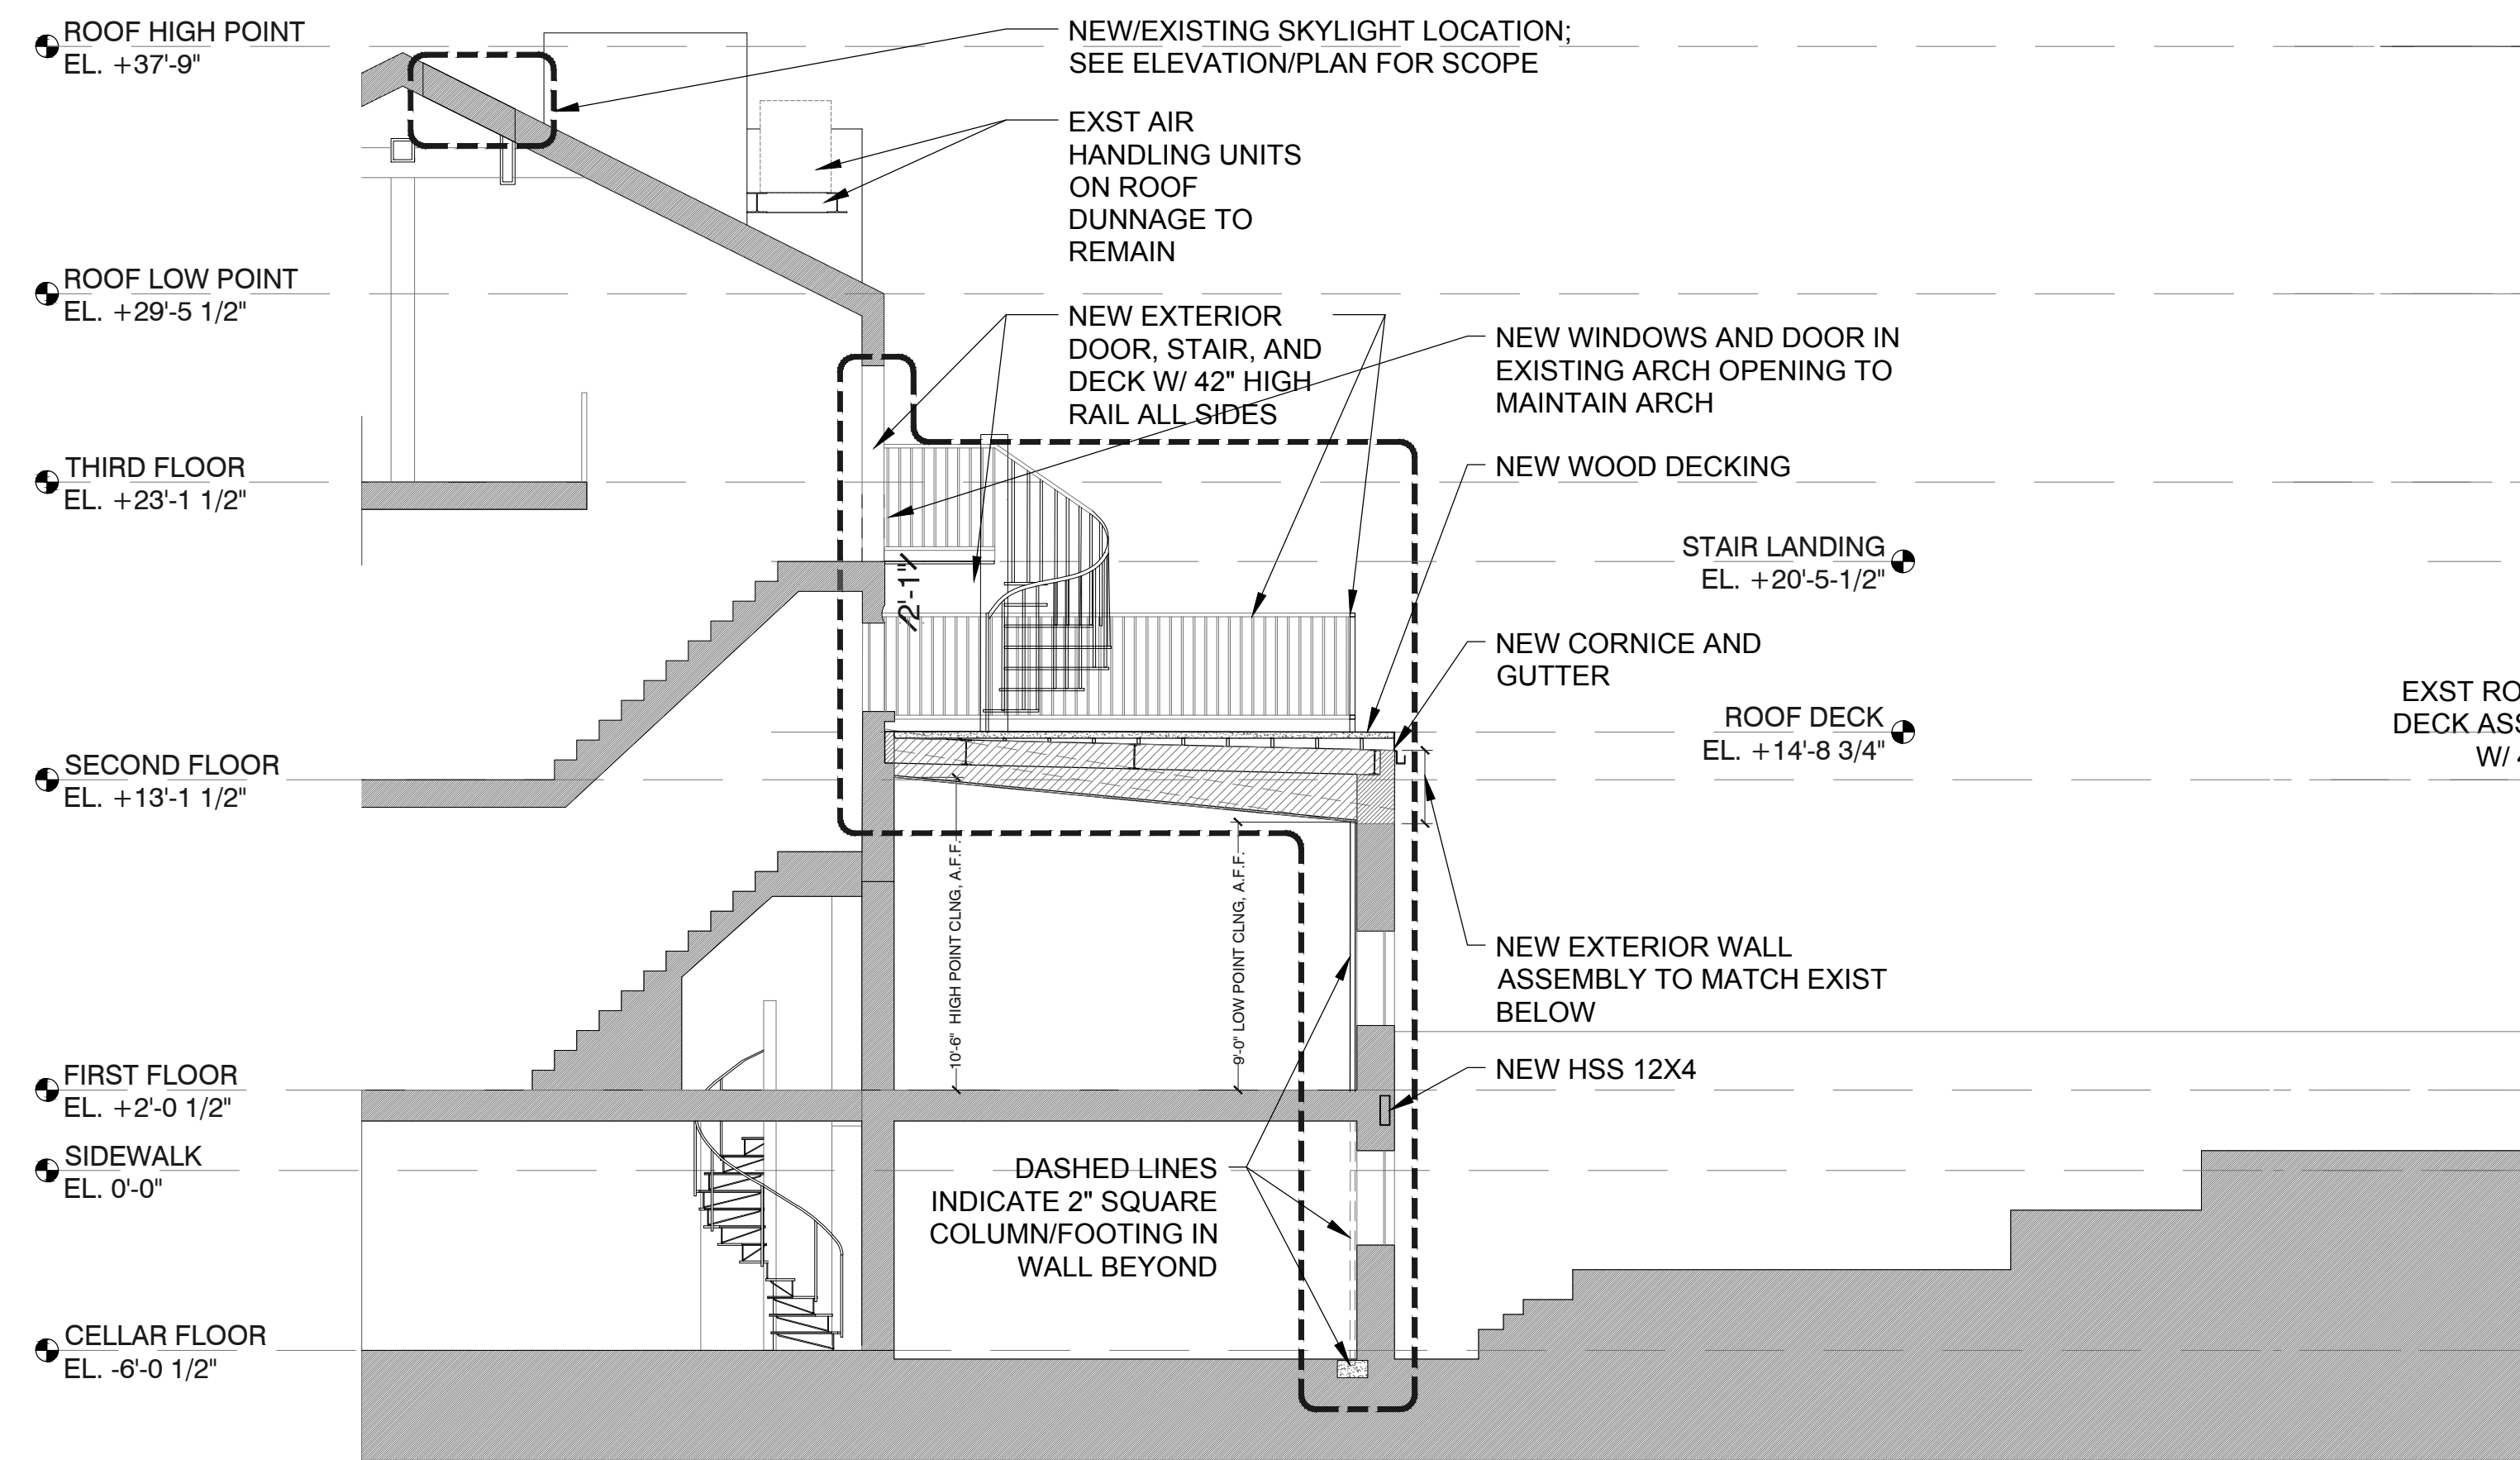 ROOF HIGH POINT
EL. +37'-9"
NEW/EXISTING SKYLIGHT LOCATION;
SEE ELEVATION/PLAN FOR SCOPE
EXST AIR
HANDLING UNITS
ON ROOF
DUNNAGE TO
REMAIN
ROOF LOW POINT
EL. +29'-5 1/2"
NEW EXTERIOR
DOOR, STAIR, AND
DECK W/ 42" HIGH
RAIL ALL SIDES
NEW WINDOWS AND DOOR IN
EXISTING ARCH OPENING TO
MAINTAIN ARCH
THIRD FLOOR
EL. +23'-1 1/2"
NEW WOOD DECKING
STAIR LANDING
EL. +20'-5-1/2"
2'-1"
NEW CORNICE AND
GUTTER
ROOF DECK
EL. +14'-8 3/4"
EXST RO
DECK ASS
W/ 4
SECOND FLOOR
EL. +13'-1 1/2"
10'-6" HIGH POINT CLNG, A.F.F.
9'-0" LOW POINT CLNG, A.F.F.
NEW EXTERIOR WALL
ASSEMBLY TO MATCH EXIST
BELOW
FIRST FLOOR
EL. +2'-0 1/2"
NEW HSS 12X4
SIDEWALK
EL. 0'-0"
DASHED LINES
INDICATE 2" SQUARE
COLUMN/FOOTING IN
WALL BEYOND
CELLAR FLOOR
EL. -6'-0 1/2"